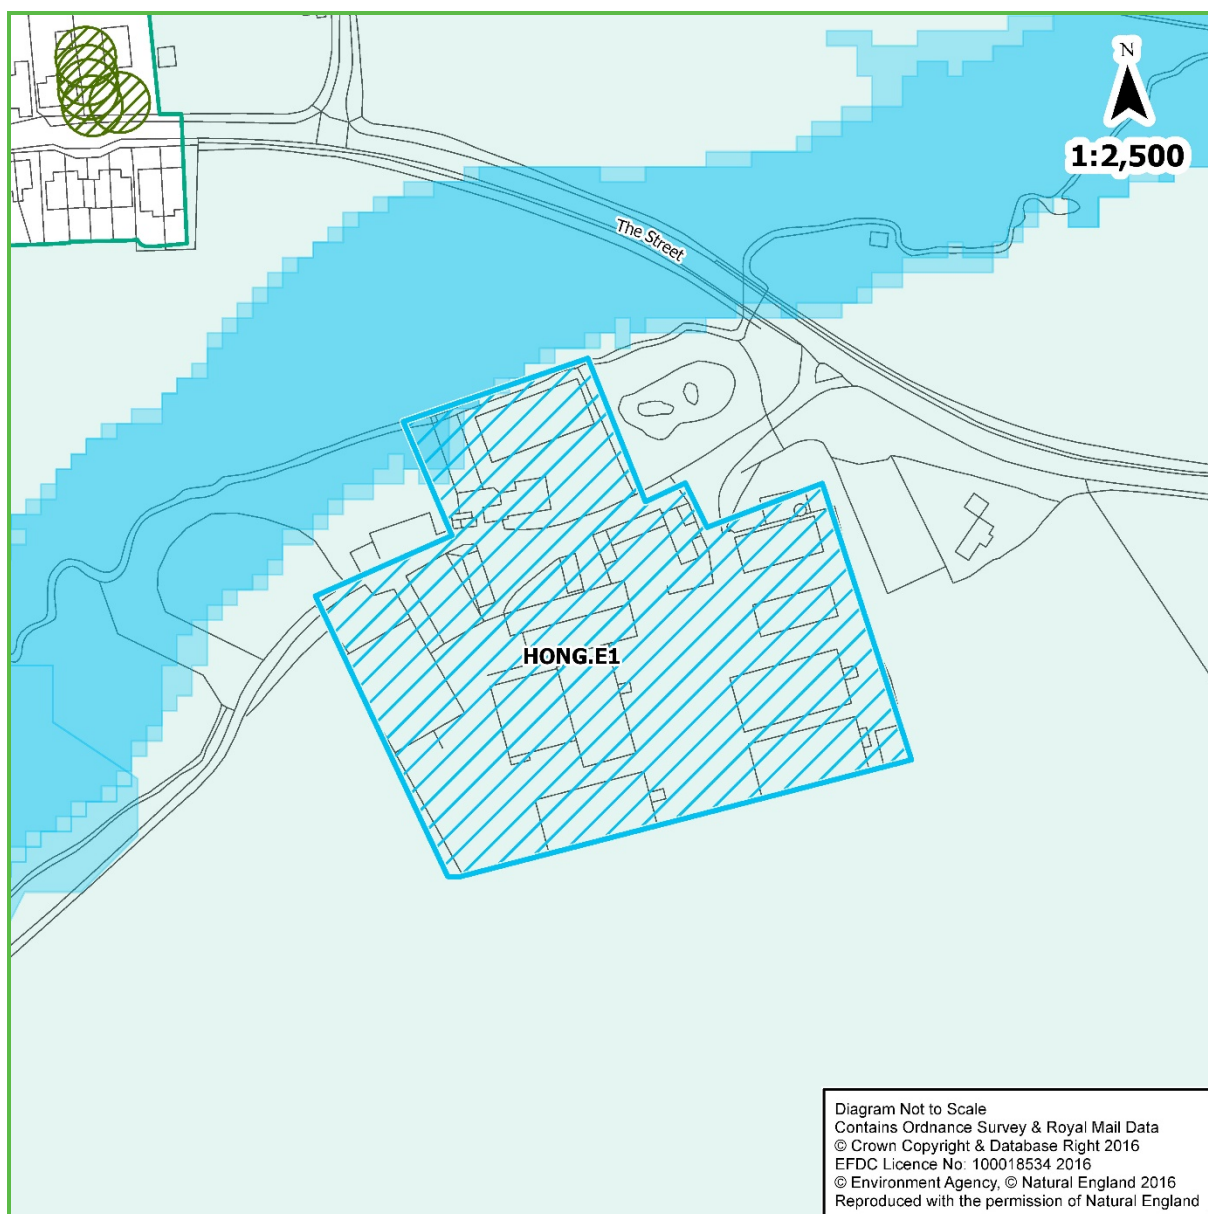 N
1:2,500
The Street
HONG.E1
Diagram Not to Scale
Contains Ordnance Survey & Royal Mail Data
© Crown Copyright & Database Right 2016
EFDC Licence No: 100018534 2016
© Environment Agency, © Natural England 2016
Reproduced with the permission of Natural England